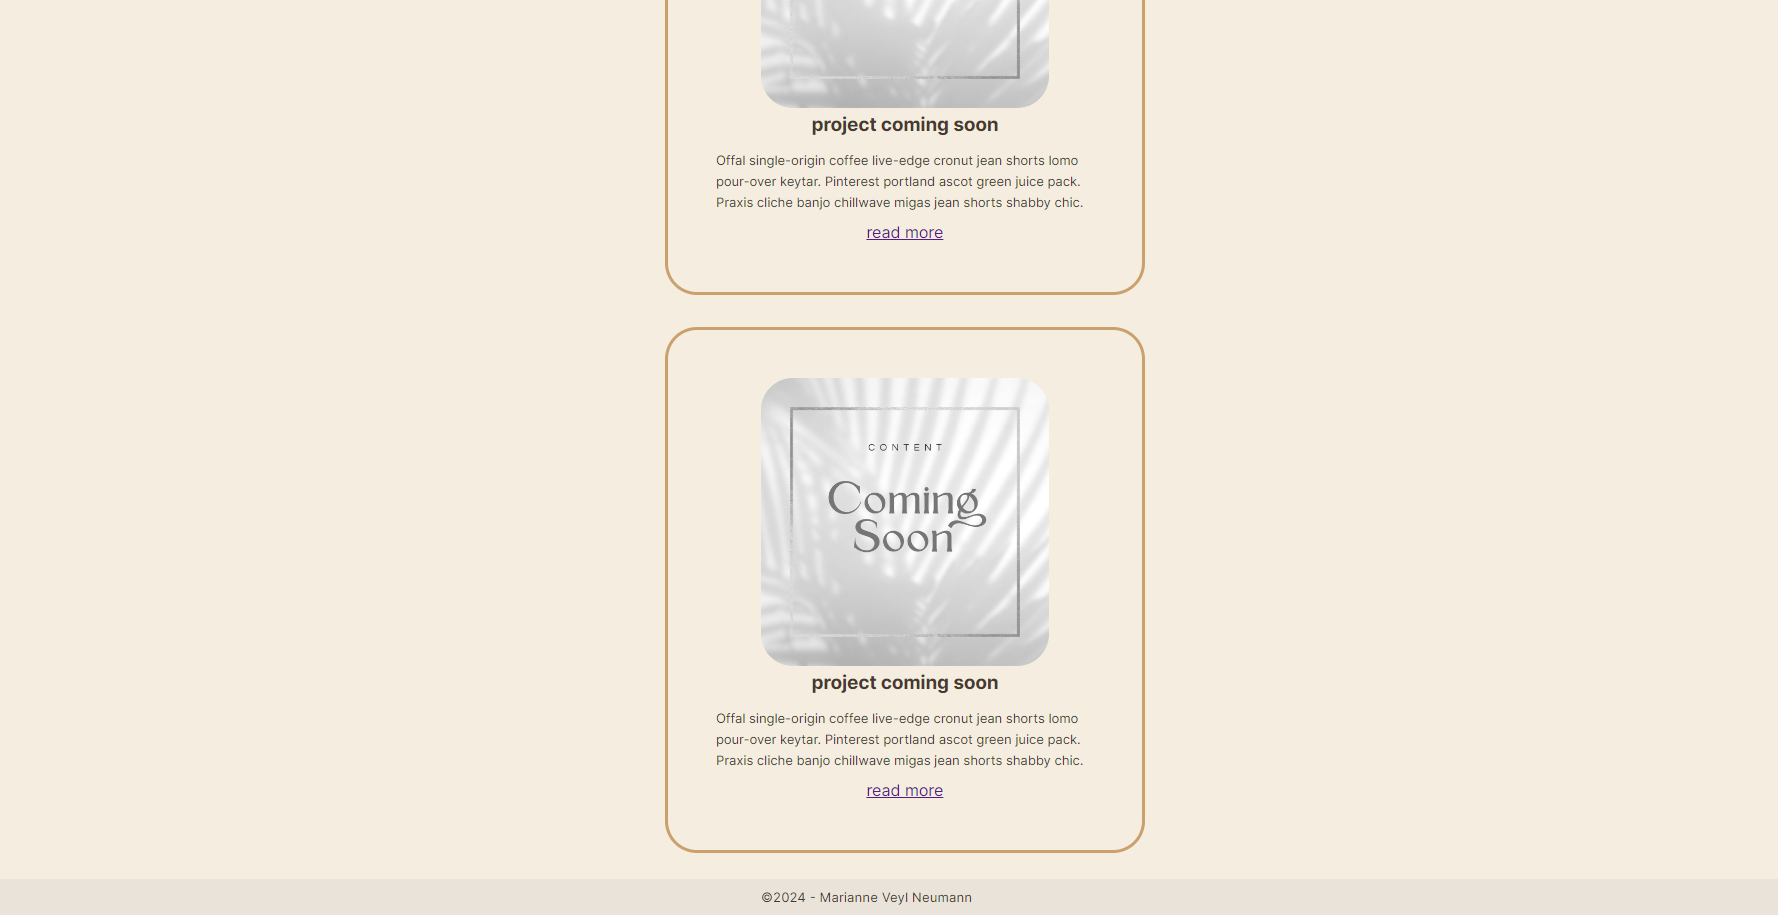 project coming soon
Offal single-origin coffee live-edge cronut jean shorts lomo
pour-over keytar. Pinterest portland ascot green juice pack.
Praxis cliche banjo chillwave migas jean shorts shabby chic.
read more
CONTENT
Coming
Soon
project coming soon
Offal single-origin coffee live-edge cronut jean shorts lomo
pour-over keytar. Pinterest portland ascot green juice pack.
Praxis cliche banjo chillwave migas jean shorts shabby chic.
read more
©2024 - Marianne Veyl Neumann